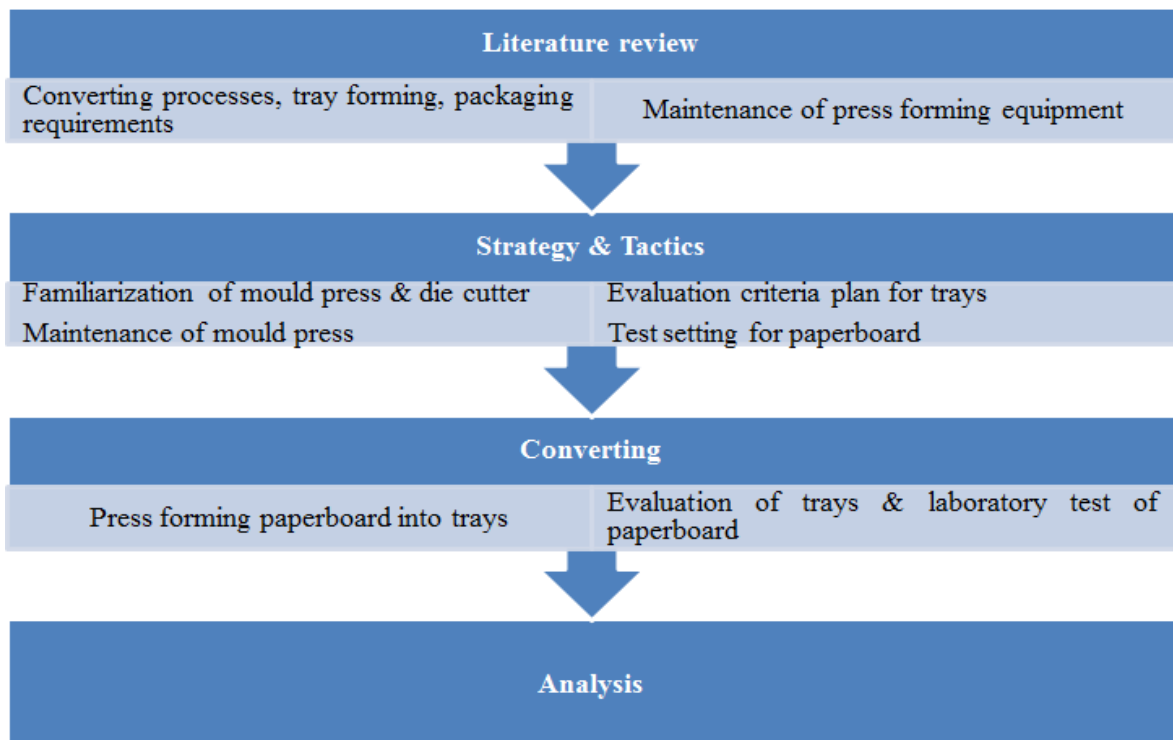 Literature review
Converting processes, tray forming, packaging
requirements
Maintenance of press forming equipment
Strategy & Tactics
Familiarization of mould press & die cutter
Maintenance of mould press
Evaluation criteria plan for trays
Test setting for paperboard
Converting
Press forming paperboard into trays
Evaluation of trays & laboratory test of
paperboard
Analysis